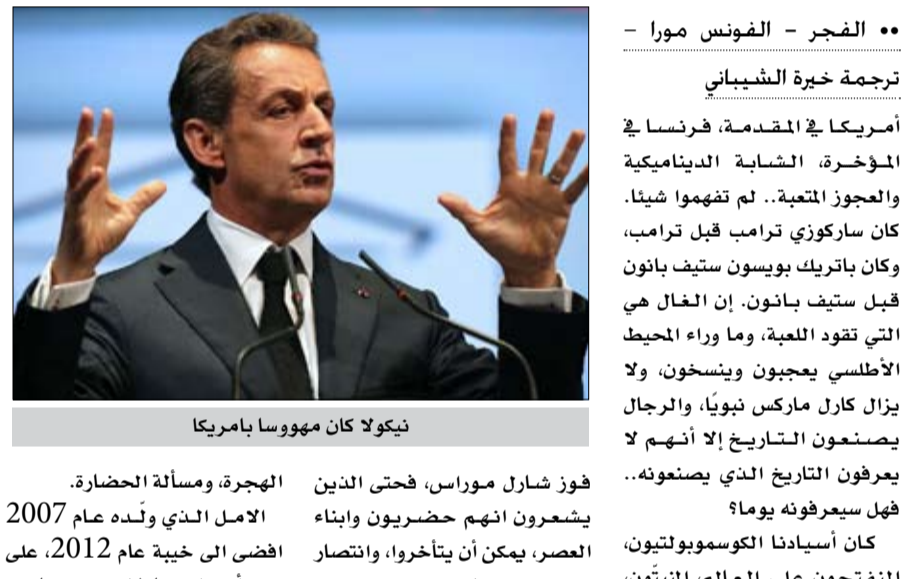 •• الفجر – الفونس مورا –
ترجمة خيرة الشيباني
أمريكا في المقدمة، فرنسا في
المؤخرة، الشابة الديناميكية
والعجوز المتعبة.. لم تفهموا شيئا.
كان ساركوزي ترامب قبل ترامب،
وكان باتريك بويسون ستيف بانون
قبل ستيف بانون. إن الغال هي
التي تقود اللعبة، وما وراء المحيط
الأطلسي يعجبون وينسخون، ولا
يزال كارل ماركس نبويًا، والرجال
يصنعون التاريخ إلا أنهم لا
يعرفون التاريخ الذي يصنعونه..
فهل سيعرفونه يوما؟
كان أسيادنا الكوسموبولتيون،
نيكولا كان مهووسا بامريكا
فوز شارل موراس، فحتى الذين
يشعرون انهم حضريون وابناء
العصر، يمكن أن يتأخروا، وانتصار
الهجرة، ومسألة الحضارة.
الامل الذي ولّده عام 2007
افضى الى خيبة عام 2012، على